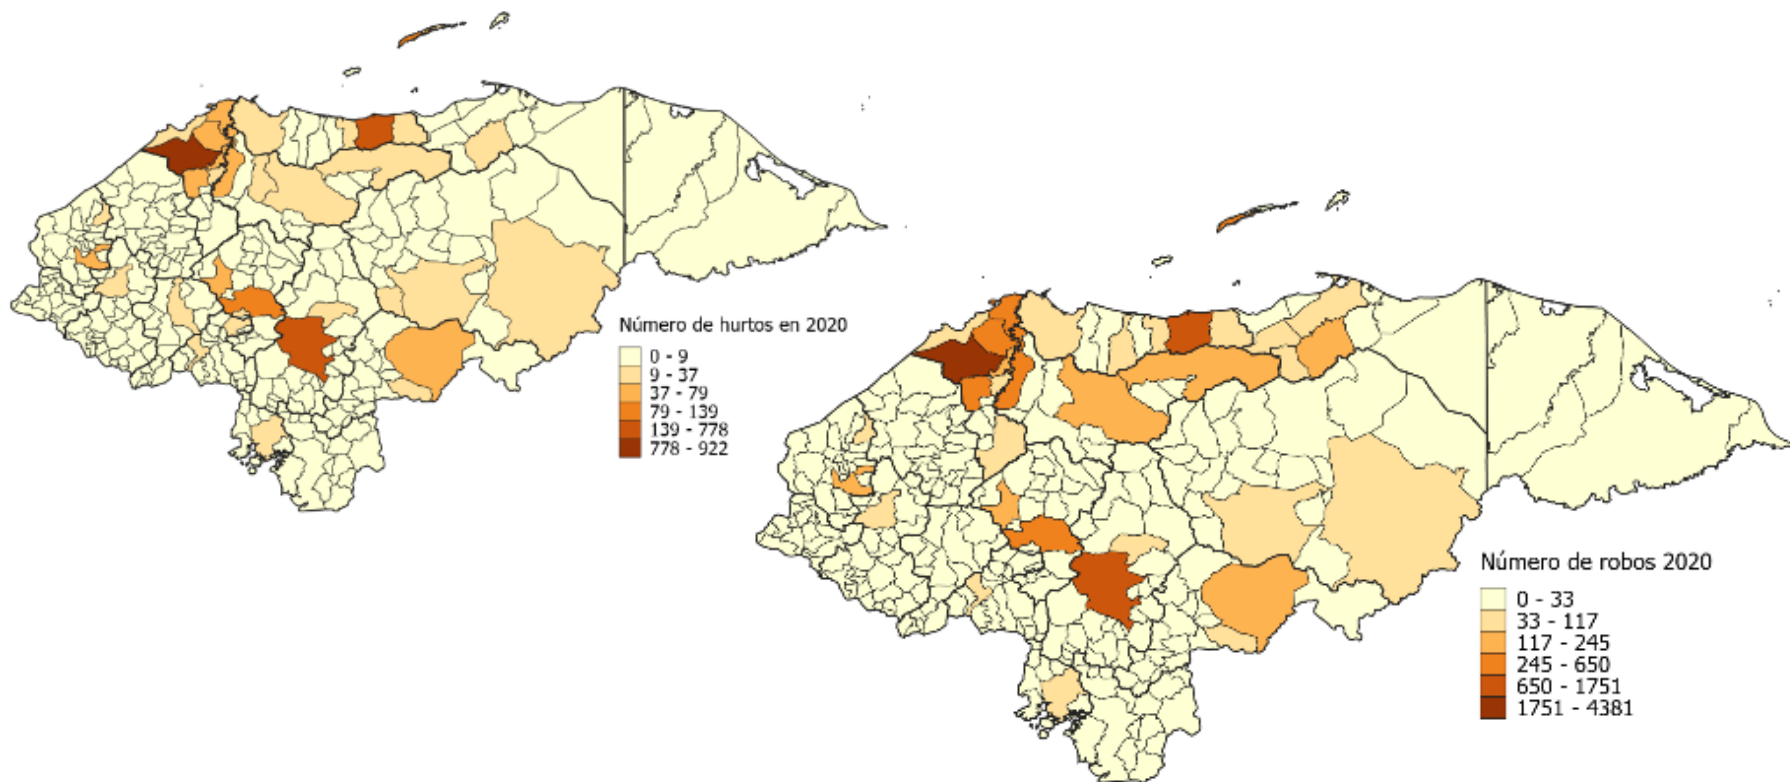 Número de hurtos en 2020
0 - 9
9 - 37
37 - 79
79 - 139
139 - 778
778 - 922
Número de robos 2020
0 - 33
33 - 117
117 - 245
245 - 650
650 - 1751
1751 - 4381